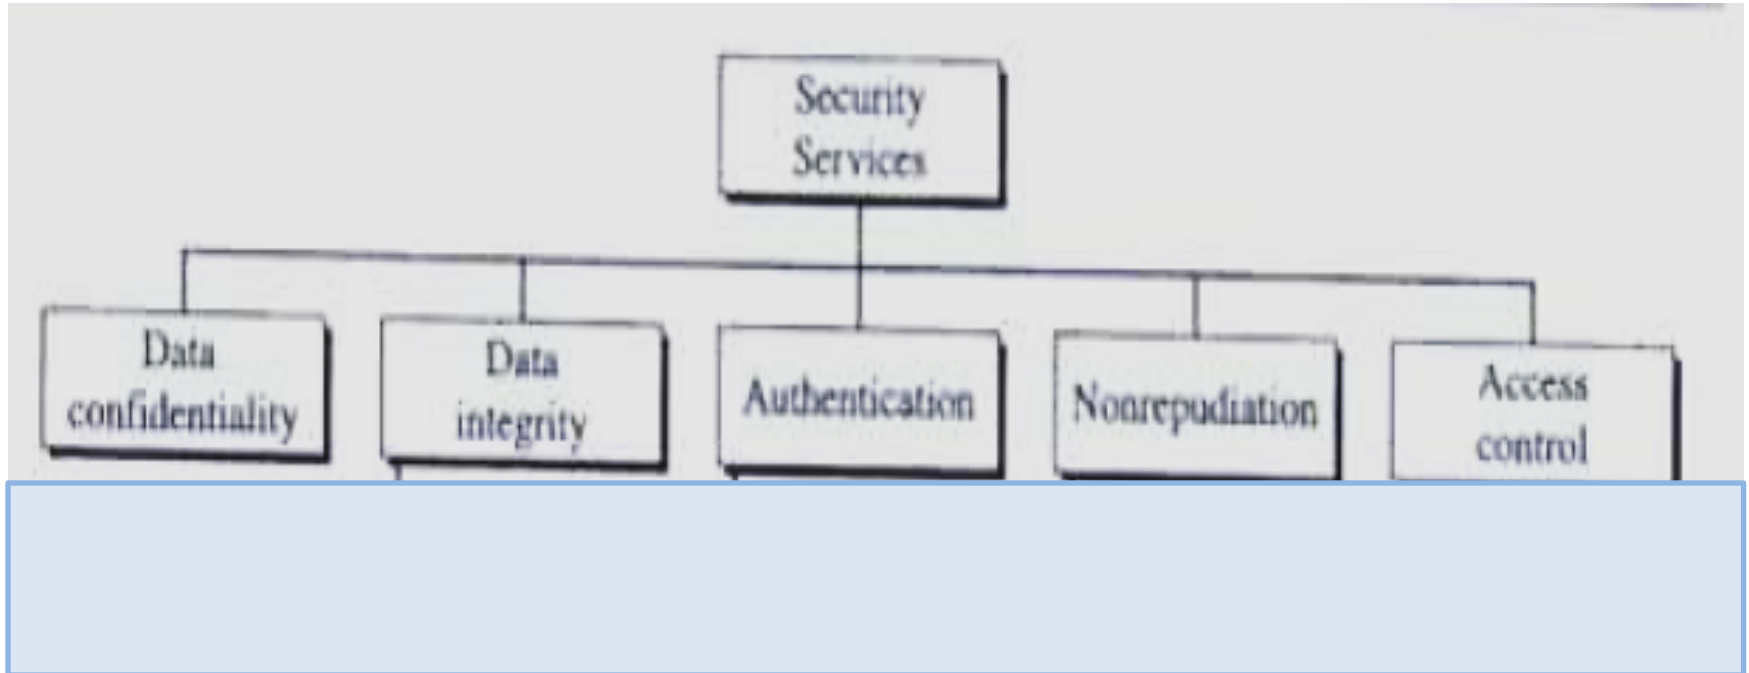 Security
Services
Data
confidentiality
Data
integrity
Authentication
Nonrepudiation
Access
control